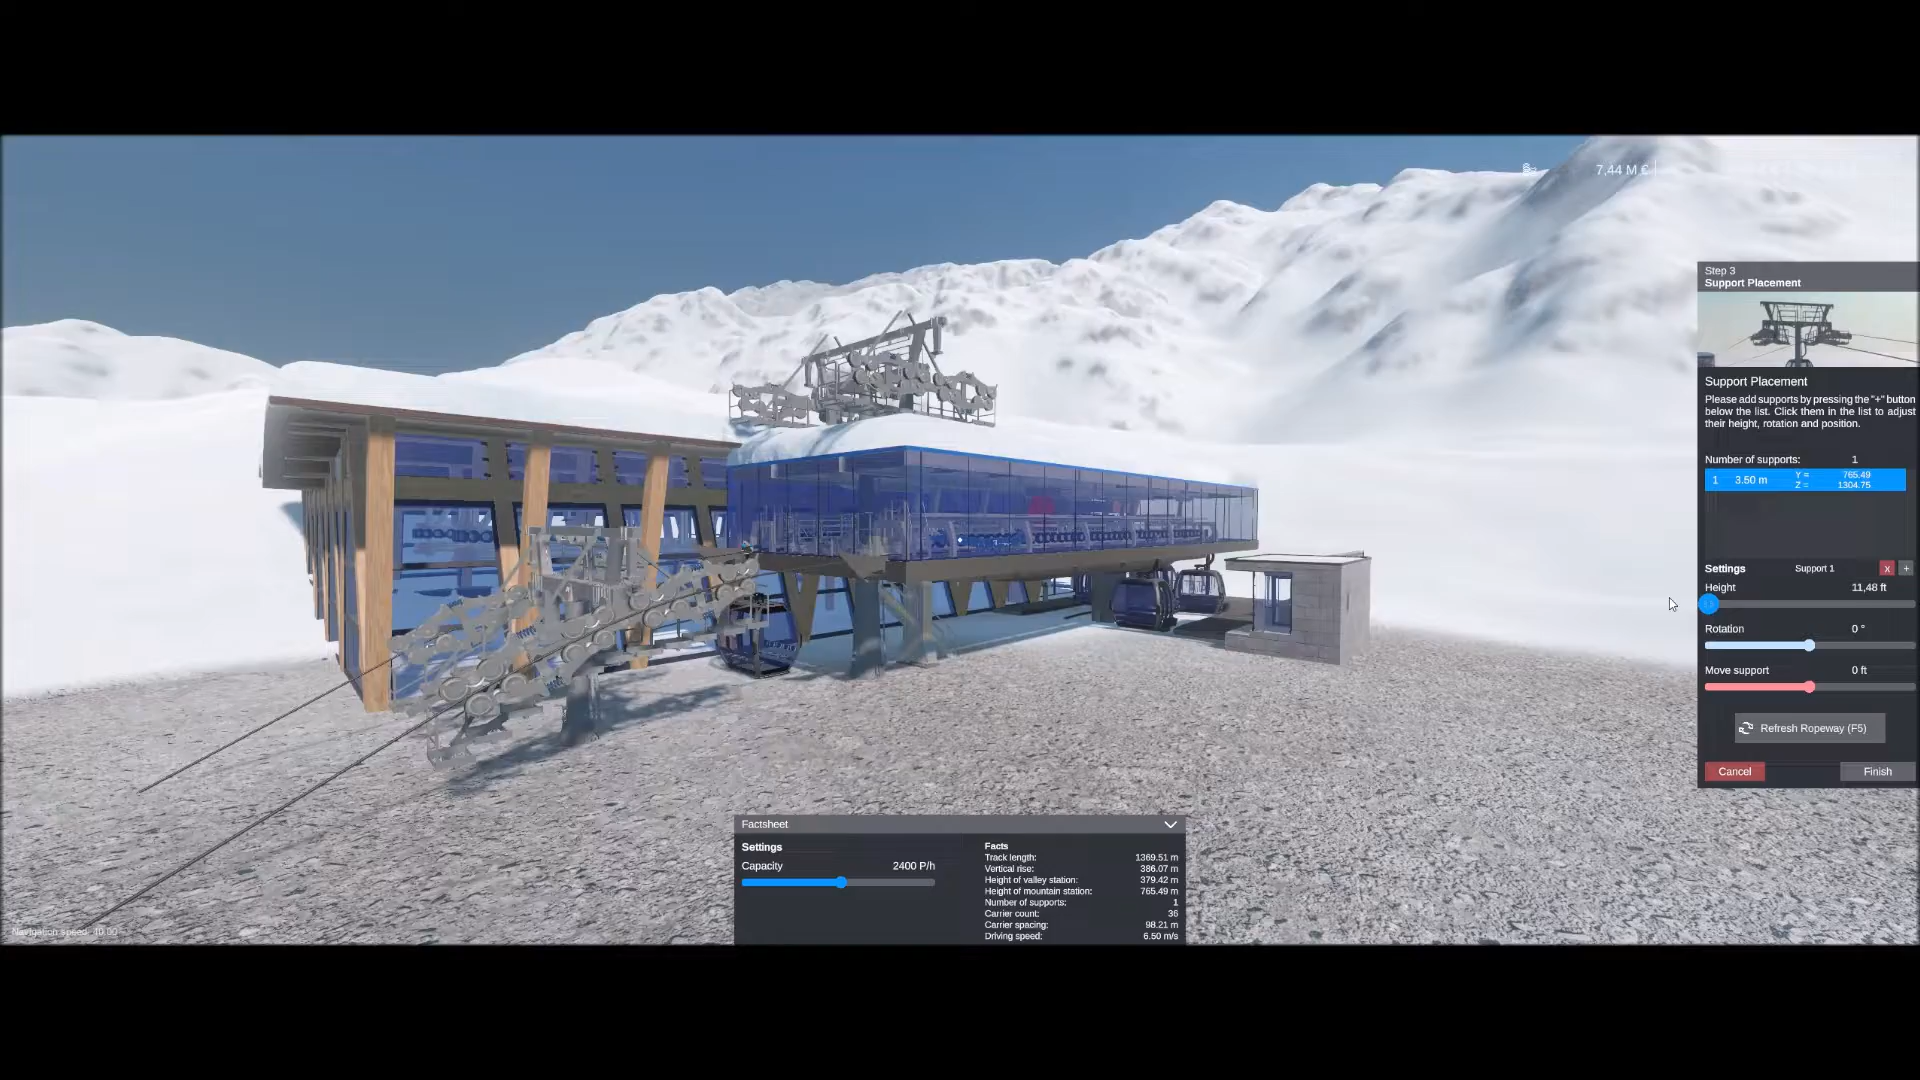 7,44 M €
Step 3
Support Placement
Support Placement
Please add supports by pressing the "+" button
below the list. Click them in the list to adjust
their height, rotation and position.
Number of supports: 1
1 3.50 m Y = 765.49
Z = 1304.75
Settings Support 1 x +
Height 11,48 ft
Rotation 0 °
Move support 0 ft
Refresh Ropeway (F5)
Cancel Finish
Factsheet
Settings
Capacity 2400 P/h
Facts
Track length: 1369.51 m
Vertical rise: 386.07 m
Height of valley station: 379.42 m
Height of mountain station: 765.49 m
Number of supports: 1
Carrier count: 36
Carrier spacing: 98.21 m
Driving speed: 6.50 m/s
Navigation speed: 40.00